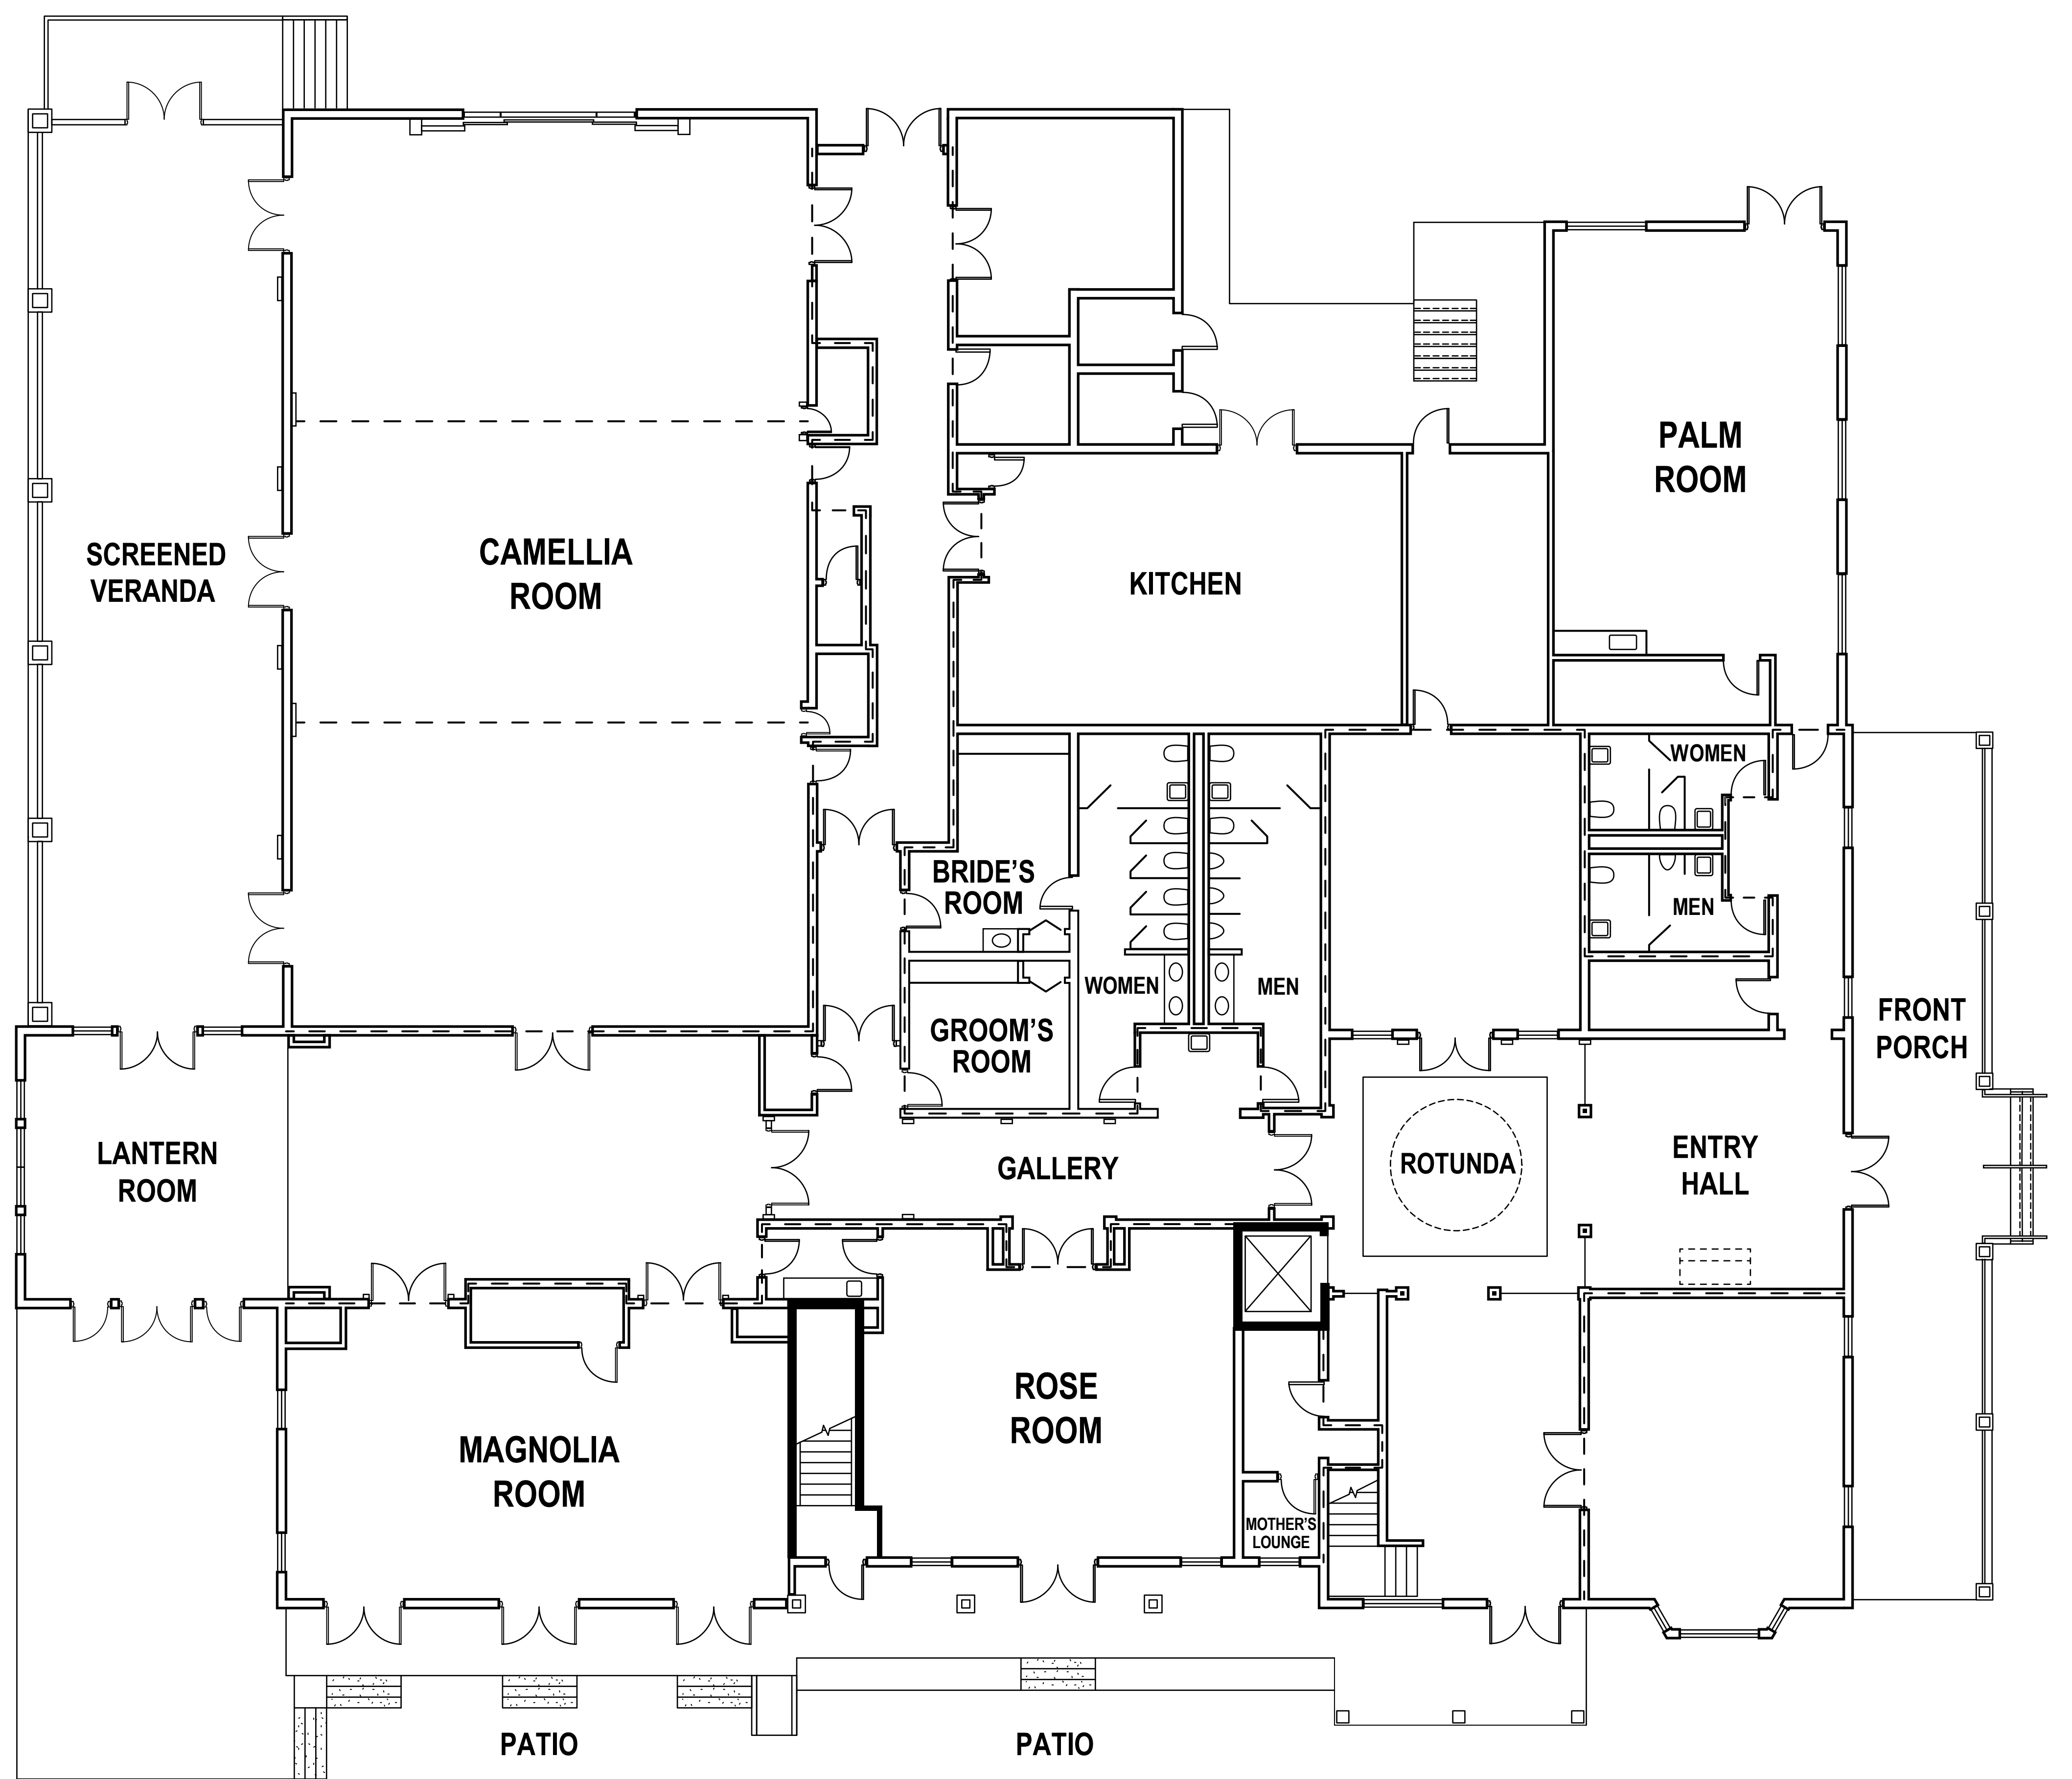 PALM
ROOM
SCREENED
VERANDA
CAMELLIA
ROOM
KITCHEN
WOMEN
BRIDE'S
ROOM
MEN
WOMEN
MEN
GROOM'S
ROOM
FRONT
PORCH
LANTERN
ROOM
GALLERY
ROTUNDA
ENTRY
HALL
ROSE
ROOM
MAGNOLIA
ROOM
MOTHER'S
LOUNGE
PATIO
PATIO